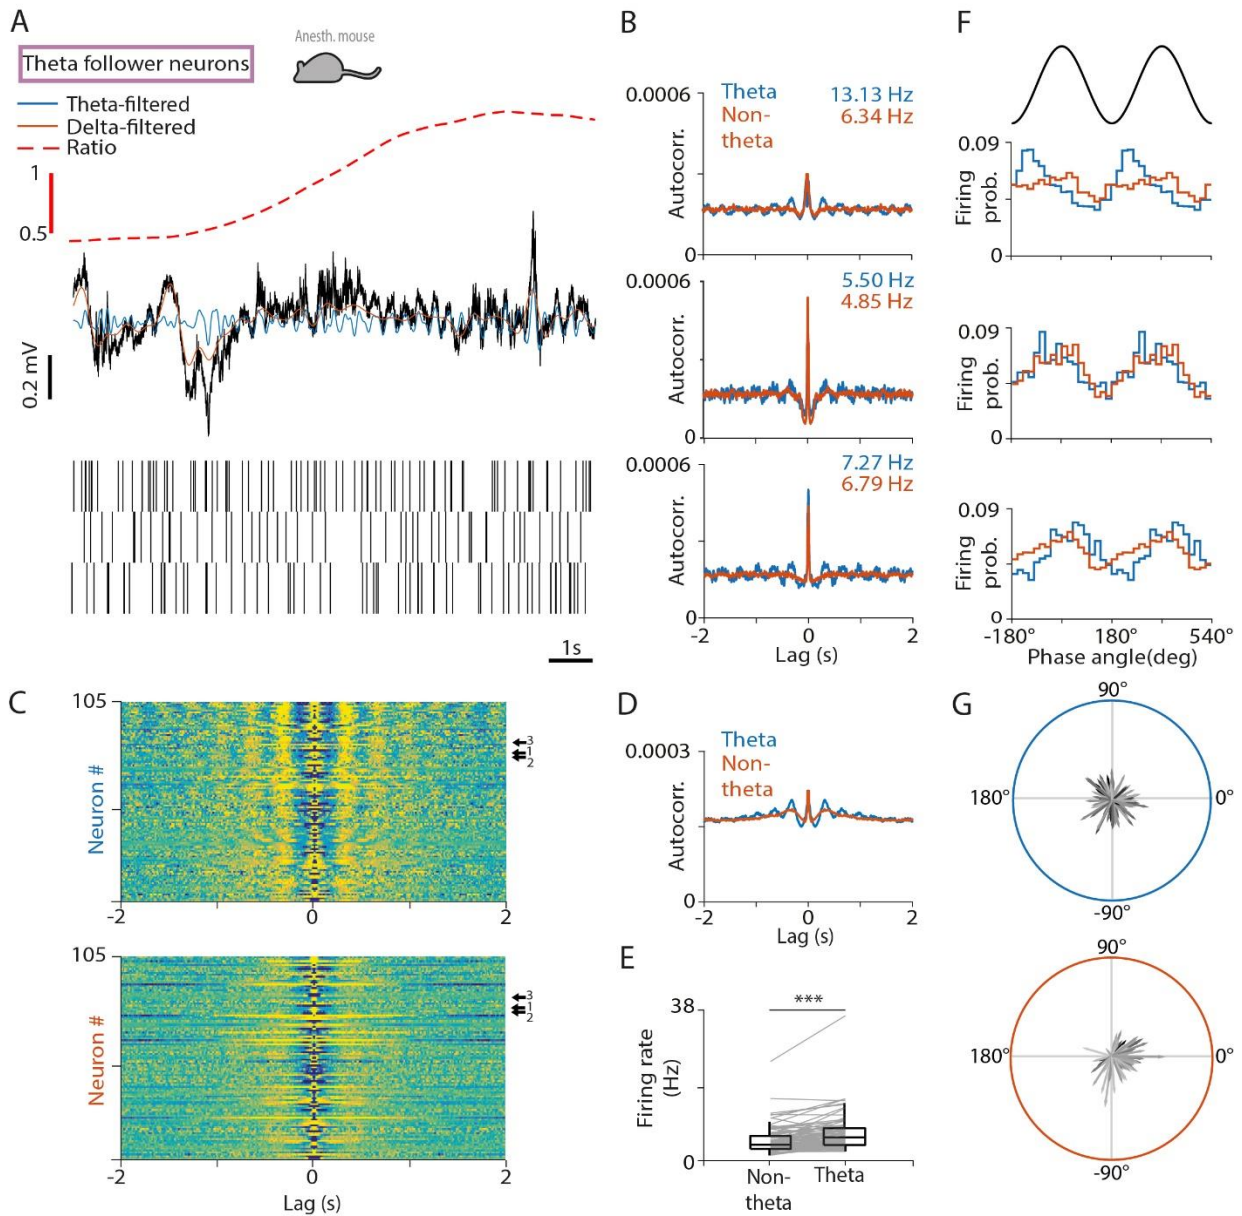 A
Theta follower neurons
Anesth. mouse
Theta-filtered
Delta-filtered
Ratio
1
0.5
0.2 mV
1s
B
Theta
Non-
theta
13.13 Hz
6.34 Hz
0.0006
Autocorr.
0
5.50 Hz
4.85 Hz
0.0006
Autocorr.
0
7.27 Hz
6.79 Hz
0.0006
Autocorr.
0
-2
0
2
Lag (s)
F
0.09
Firing
prob.
0
0.09
Firing
prob.
0
0.09
Firing
prob.
0
-180°
180°
540°
Phase angle(deg)
C
105
Neuron #
3
1
2
-2
0
2
105
Neuron #
3
1
2
-2
0
2
Lag (s)
D
Theta
Non-
theta
0.0003
Autocorr.
0
-2
0
2
Lag (s)
E
38
***
Firing rate
(Hz)
0
Non-
theta
Theta
G
90°
180°
0°
-90°
90°
180°
0°
-90°